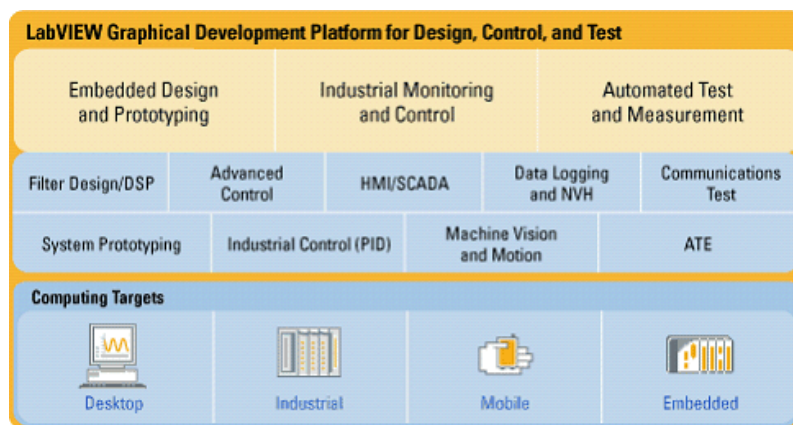 LabVIEW Graphical Development Platform for Design, Control, and Test
Embedded Design
and Prototyping
Industrial Monitoring
and Control
Automated Test
and Measurement
Filter Design/DSP
Advanced
Control
HMI/SCADA
Data Logging
and NVH
Communications
Test
System Prototyping
Industrial Control (PID)
Machine Vision
and Motion
ATE
Computing Targets
Desktop
Industrial
Mobile
Embedded